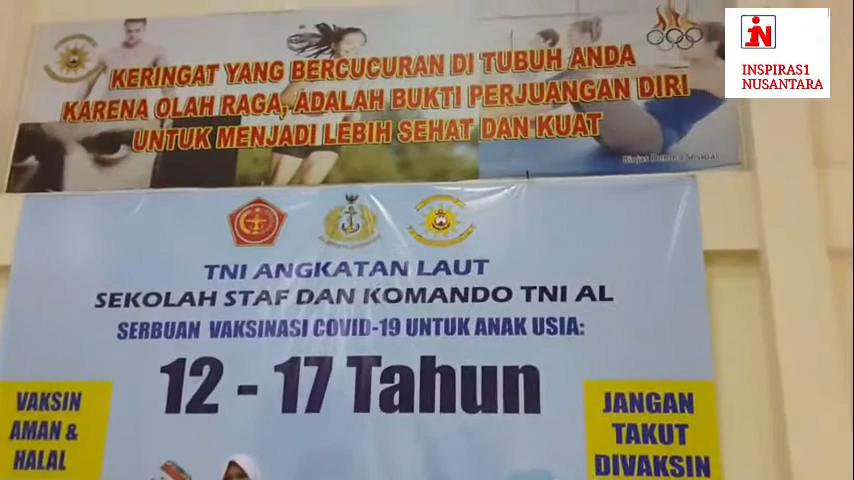 KERINGAT YANG BERCUCURAN DI TUBUH ANDA
KARENA OLAH RAGA, ADALAH BUKTI PERJUANGAN DIRI
UNTUK MENJADI LEBIH SEHAT DAN KUAT
INSPIRAS1
NUSANTARA
TNI ANGKATAN LAUT
SEKOLAH STAF DAN KOMANDO TNI AL
SERBUAN VAKSINASI COVID-19 UNTUK ANAK USIA:
12 - 17 Tahun
VAKSIN
AMAN &
HALAL
JANGAN
TAKUT
DIVAKSIN